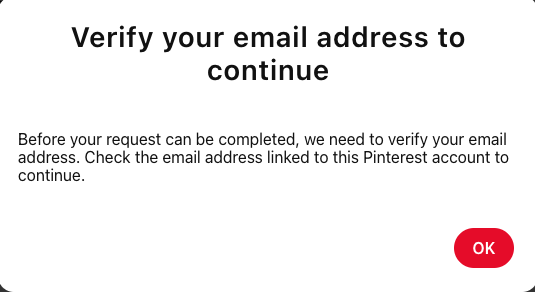 Verify your email address to
continue
Before your request can be completed, we need to verify your email
address. Check the email address linked to this Pinterest account to
continue.
OK